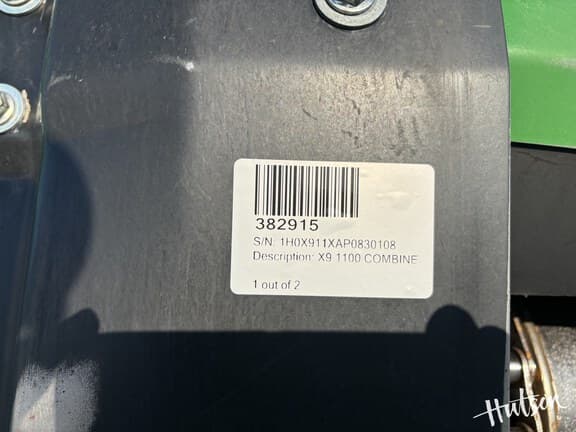 382915
S/N: 1H0X911XAP0830108
Description: X9 1100 COMBINE
1 out of 2
Hutson